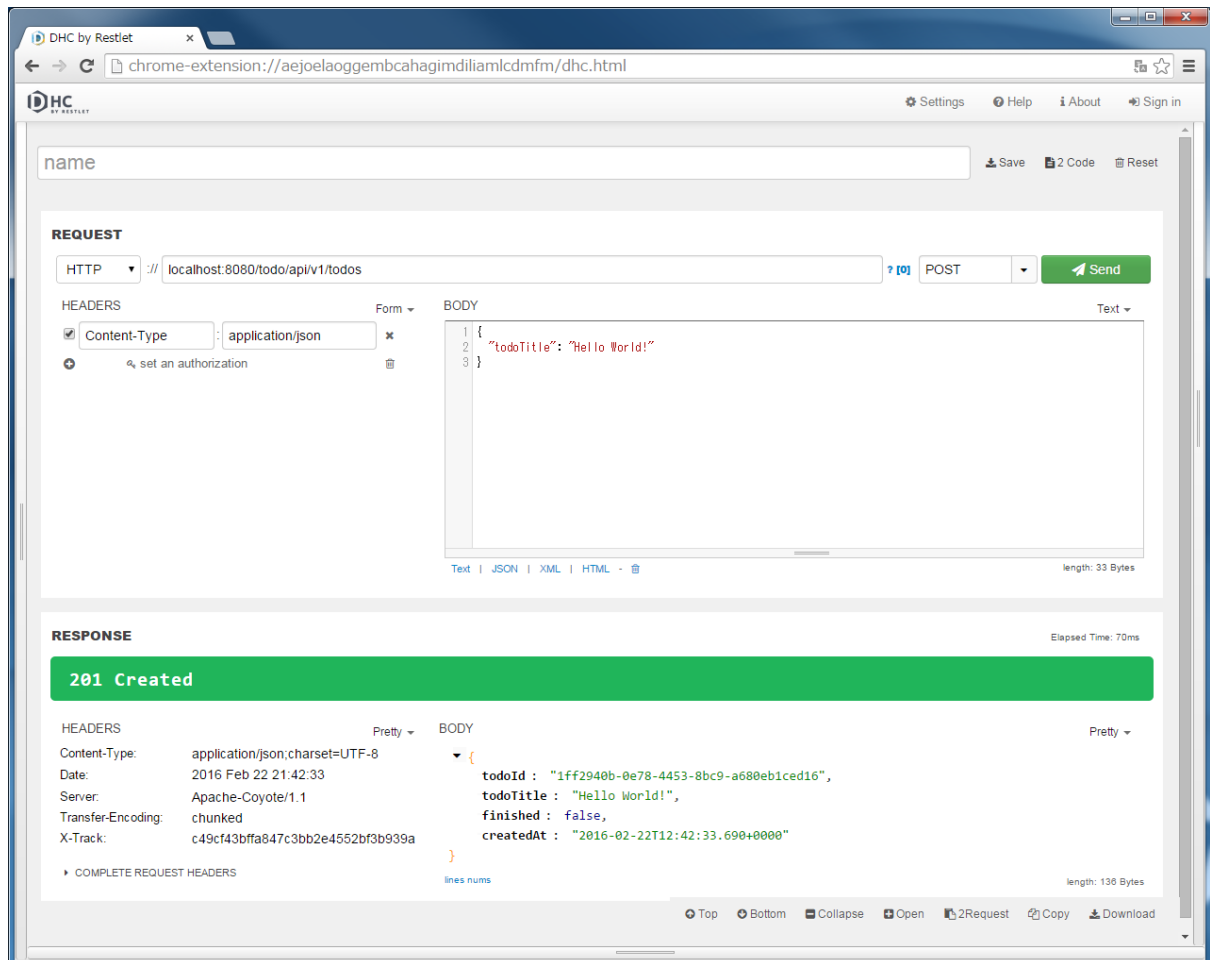 DHC by Restlet
chrome-extension://aejoelaoggembcahagimdiliamlcdmfm/dhc.html
DHC BY RESTLET
Settings Help About Sign in
name
Save 2 Code Reset
REQUEST
HTTP :// localhost:8080/todo/api/v1/todos ? [0] POST Send
HEADERS Form BODY Text
Content-Type : application/json
set an authorization
1 {
2 "todoTitle": "Hello World!"
3 }
Text | JSON | XML | HTML - length: 33 Bytes
RESPONSE Elapsed Time: 70ms
201 Created
HEADERS Pretty BODY Pretty
Content-Type: application/json;charset=UTF-8
Date: 2016 Feb 22 21:42:33
Server: Apache-Coyote/1.1
Transfer-Encoding: chunked
X-Track: c49cf43bffa847c3bb2e4552bf3b939a
COMPLETE REQUEST HEADERS
{
todoId : "1ff2940b-0e78-4453-8bc9-a680eb1ced16",
todoTitle : "Hello World!",
finished : false,
createdAt : "2016-02-22T12:42:33.690+0000"
}
lines nums length: 136 Bytes
Top Bottom Collapse Open 2Request Copy Download